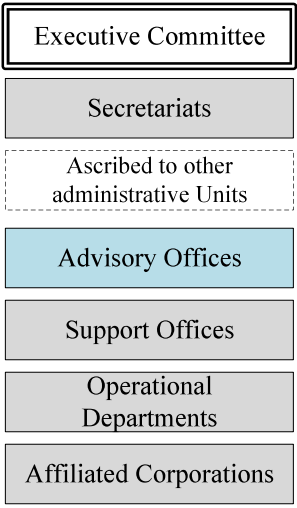 Executive Committee
Secretariats
Ascribed to other
administrative Units
Advisory Offices
Support Offices
Operational
Departments
Affiliated Corporations